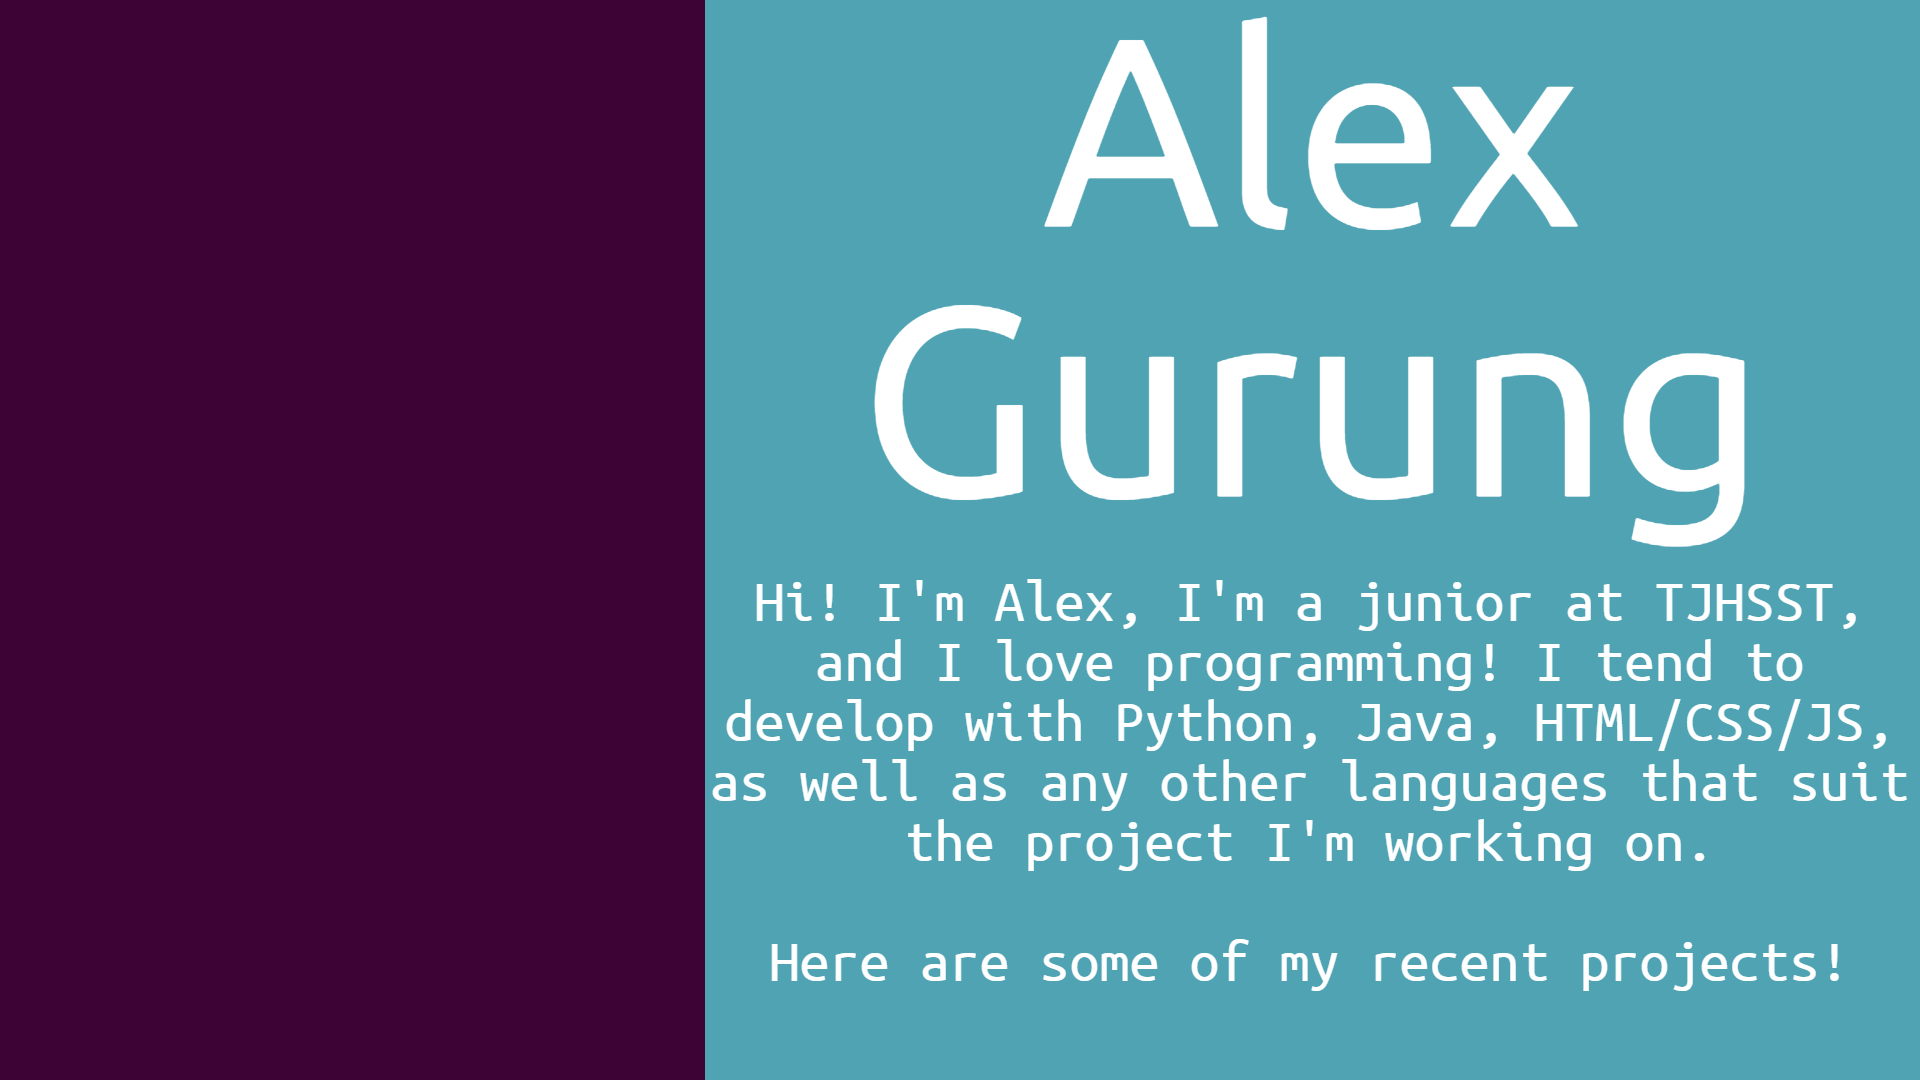 Alex
Gurung
Hi! I'm Alex, I'm a junior at TJHSST,
and I love programming! I tend to
develop with Python, Java, HTML/CSS/JS,
as well as any other languages that suit
the project I'm working on.
Here are some of my recent projects!